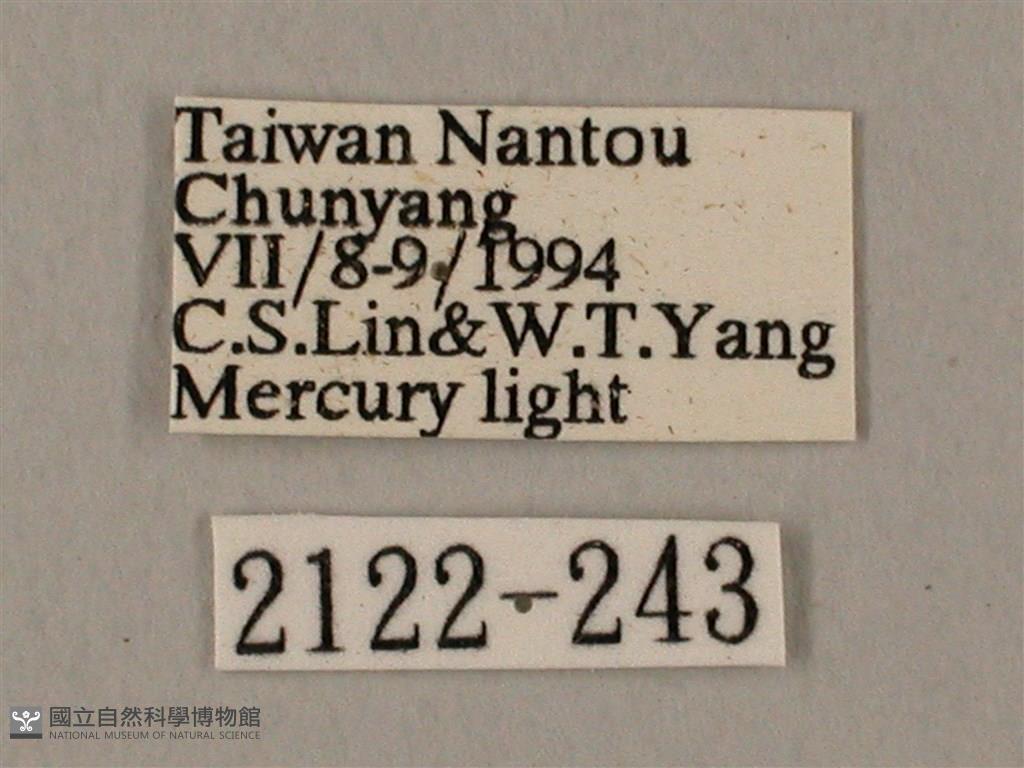 Taiwan Nantou
Chunyang
VII/8-9/1994
C.S.Lin&W.T.Yang
Mercury light
2122-243
國立自然科學博物館
NATIONAL MUSEUM OF NATURAL SCIENCE